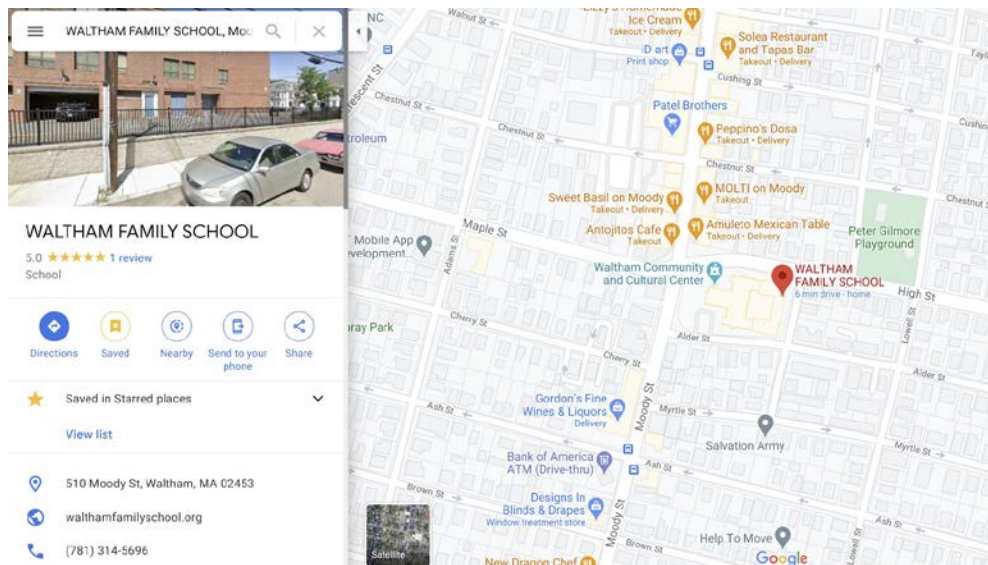 WALTHAM FAMILY SCHOOL, Moo
WALTHAM FAMILY SCHOOL
5.0 ★★★★★ 1 review
School
Directions
Saved
Nearby
Send to your
phone
Share
Saved in Starred places
View list
510 Moody St, Waltham, MA 02453
walthamfamilyschool.org
(781) 314-5696
NC
Walnut St
Ice Cream
Takeout • Delivery
iD art
Print shop
Solea Restaurant
and Tapas Bar
Takeout • Delivery
Cushing St
Chestnut St
Patel Brothers
Chestnut St
Peppino's Dosa
Takeout • Delivery
Chestnut St
Chestnut St
Sweet Basil on Moody
Takeout • Delivery
MOLTI on Moody
Takeout
Maple St
Antojitos Cafe
Takeout
Amuleto Mexican Table
Takeout • Delivery
Peter Gilmore
Playground
Mobile App
Adams St
Waltham Community
and Cultural Center
WALTHAM
FAMILY SCHOOL
6 min drive - home
High St
Lowell St
ray Park
Cherry St
Cherry St
Alder St
Alder St
Gordon's Fine
Wines & Liquors
Delivery
Moody St
Ash St
Myrtle St
Salvation Army
Myrtle St
Bank of America
ATM (Drive-thru)
Ash St
Brown St
Designs In
Blinds & Drapes
Window treatment store
Moody St
Ash St
Help To Move
Lowell St
Brown St
New Dragon Chef
Google
Satellite